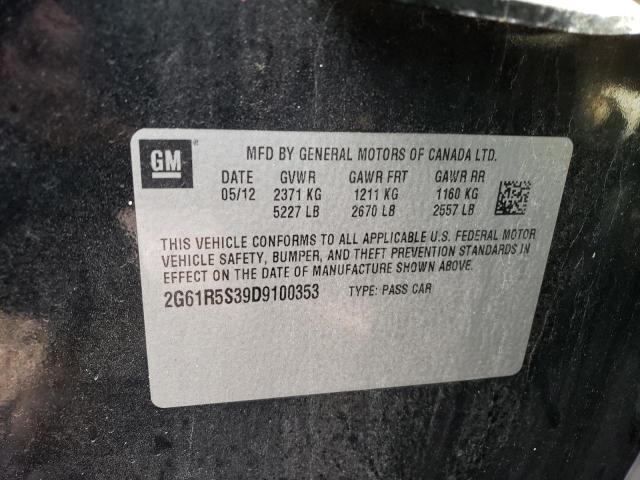 GM MFD BY GENERAL MOTORS OF CANADA LTD.
DATE GVWR GAWR FRT GAWR RR
05/12 2371 KG 1211 KG 1160 KG
5227 LB 2670 LB 2557 LB
THIS VEHICLE CONFORMS TO ALL APPLICABLE U.S. FEDERAL MOTOR
VEHICLE SAFETY, BUMPER, AND THEFT PREVENTION STANDARDS IN
EFFECT ON THE DATE OF MANUFACTURE SHOWN ABOVE.
2G61R5S39D9100353 TYPE: PASS CAR